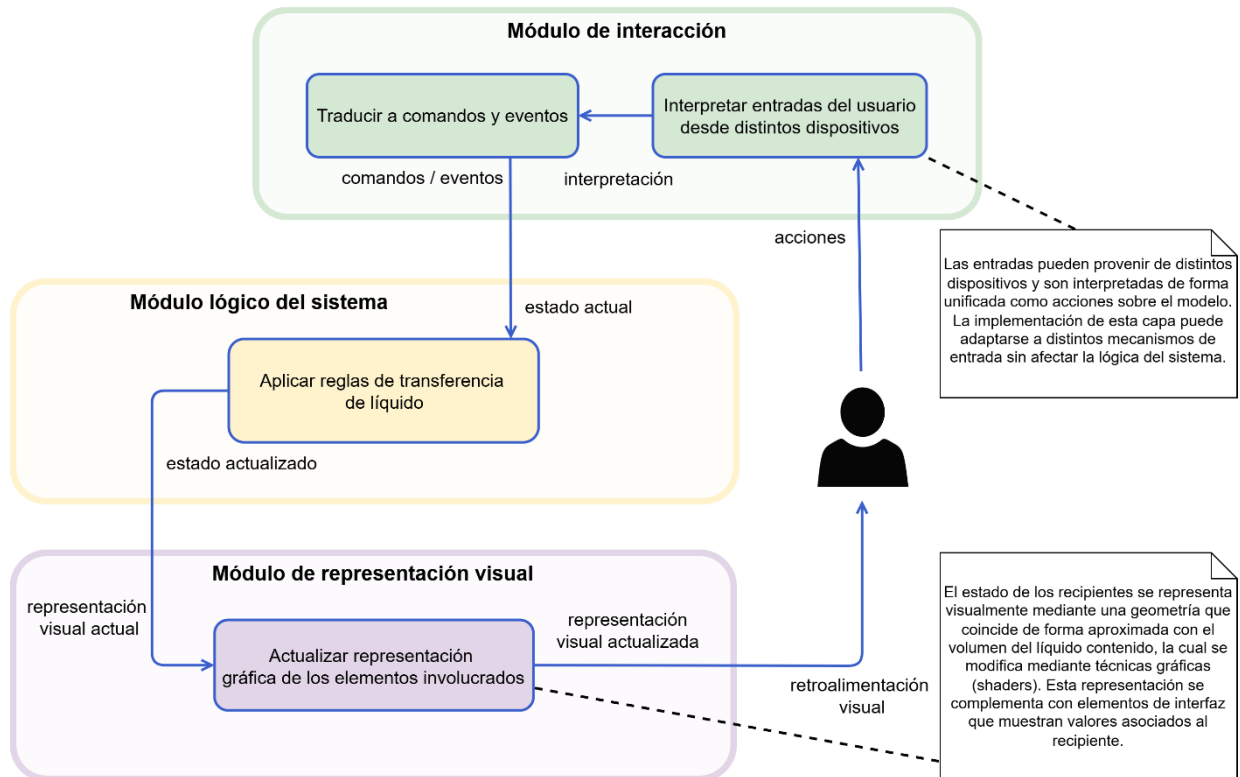 Módulo de interacción
Traducir a comandos y eventos
Interpretar entradas del usuario
desde distintos dispositivos
comandos / eventos
interpretación
acciones
Las entradas pueden provenir de distintos
dispositivos y son interpretadas de forma
unificada como acciones sobre el modelo.
La implementación de esta capa puede
adaptarse a distintos mecanismos de
entrada sin afectar la lógica del sistema.
Módulo lógico del sistema
estado actual
Aplicar reglas de transferencia
de líquido
estado actualizado
Módulo de representación visual
representación
visual actual
Actualizar representación
gráfica de los elementos involucrados
representación
visual actualizada
retroalimentación
visual
El estado de los recipientes se representa
visualmente mediante una geometría que
coincide de forma aproximada con el
volumen del líquido contenido, la cual se
modifica mediante técnicas gráficas
(shaders). Esta representación se
complementa con elementos de interfaz
que muestran valores asociados al
recipiente.